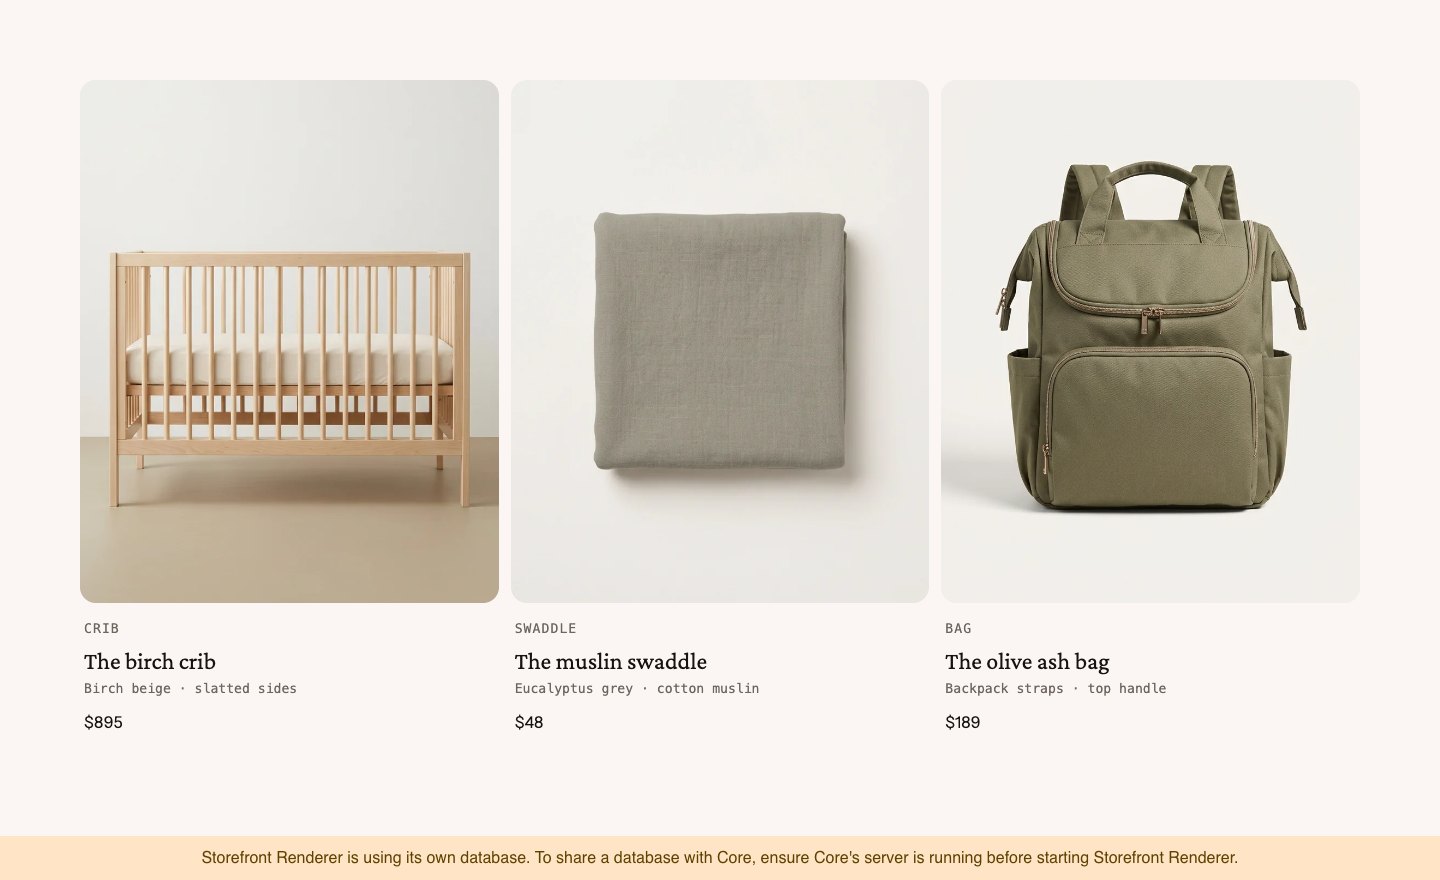 CRIB
The birch crib
Birch beige · slatted sides
$895
SWADDLE
The muslin swaddle
Eucalyptus grey · cotton muslin
$48
BAG
The olive ash bag
Backpack straps · top handle
$189
Storefront Renderer is using its own database. To share a database with Core, ensure Core's server is running before starting Storefront Renderer.